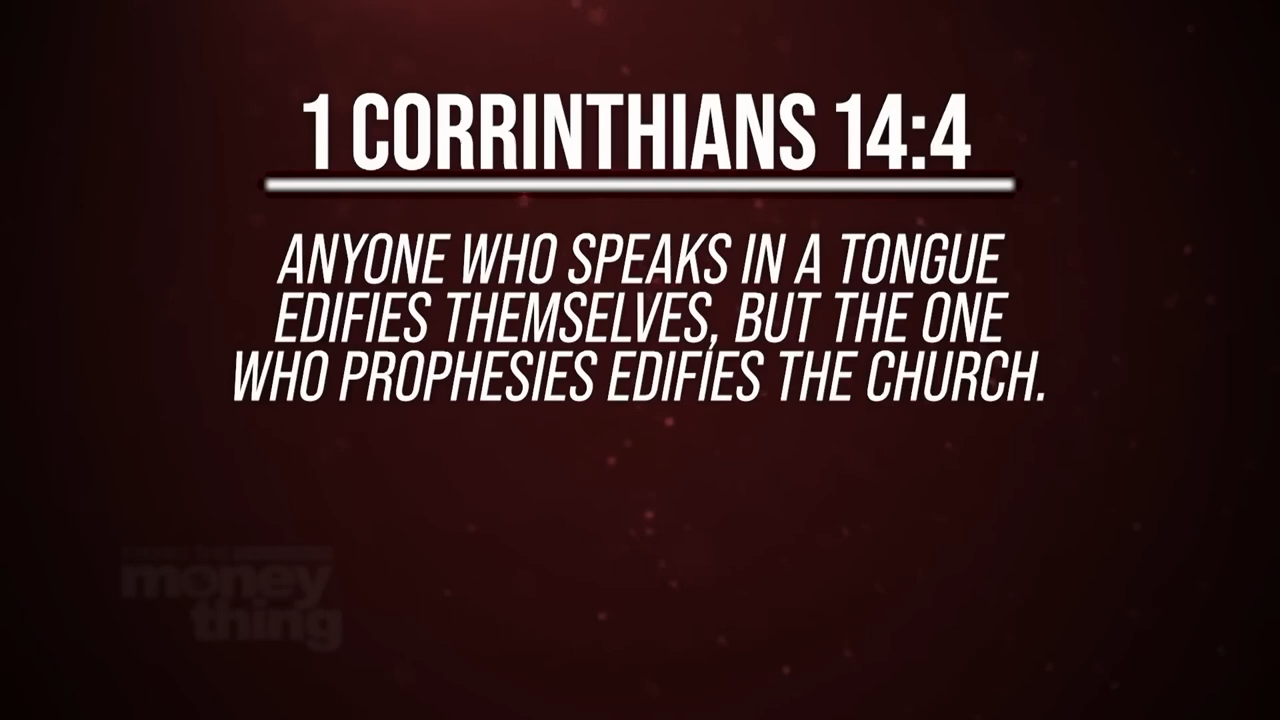 1 CORRINTHIANS 14:4
ANYONE WHO SPEAKS IN A TONGUE
EDIFIES THEMSELVES, BUT THE ONE
WHO PROPHESIES EDIFIES THE CHURCH.
money
thing